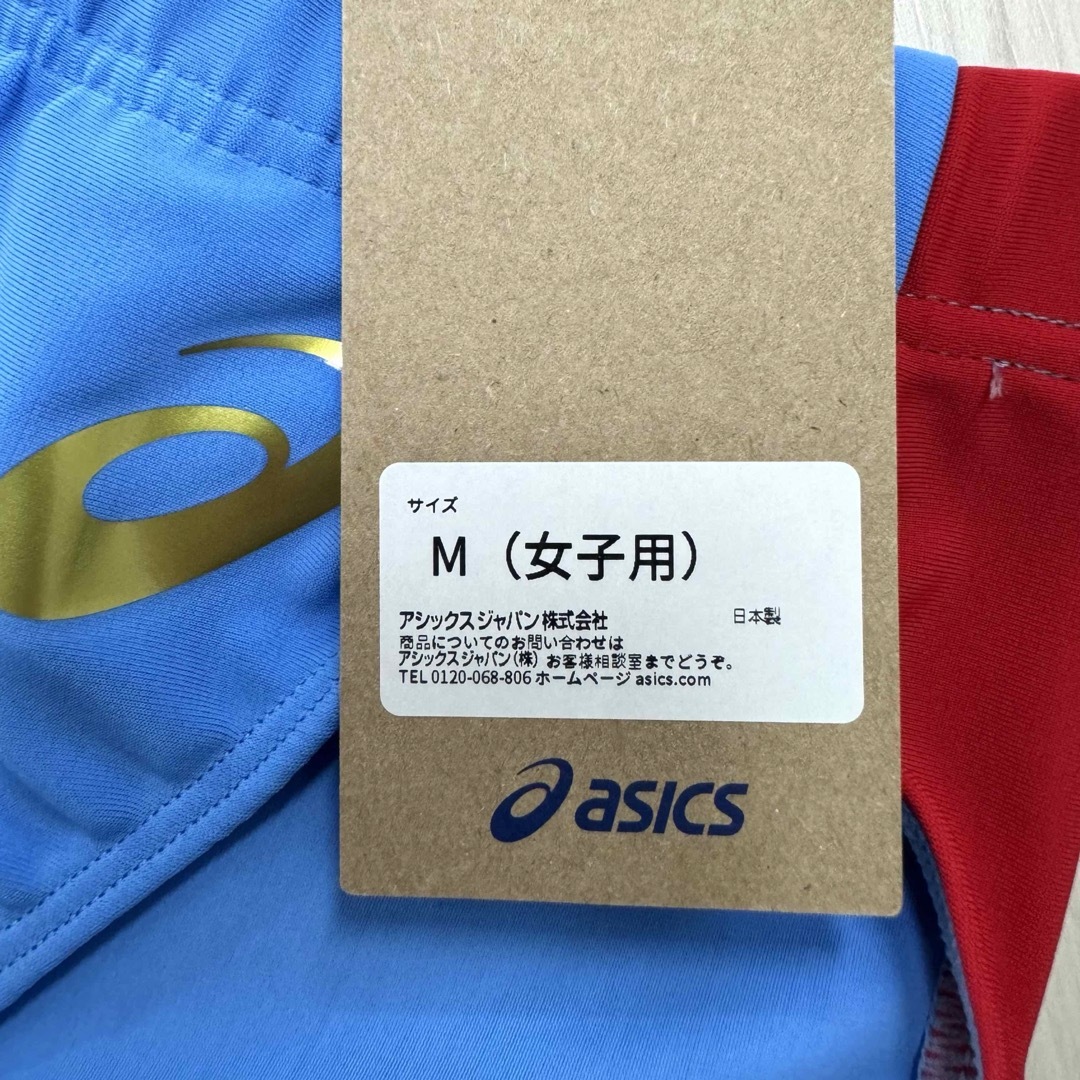 サイズ
M（女子用）
アシックスジャパン株式会社 日本製
商品についてのお問い合わせは
アシックスジャパン（株）お客様相談室までどうぞ。
TEL 0120-068-806 ホームページ asics.com
asics